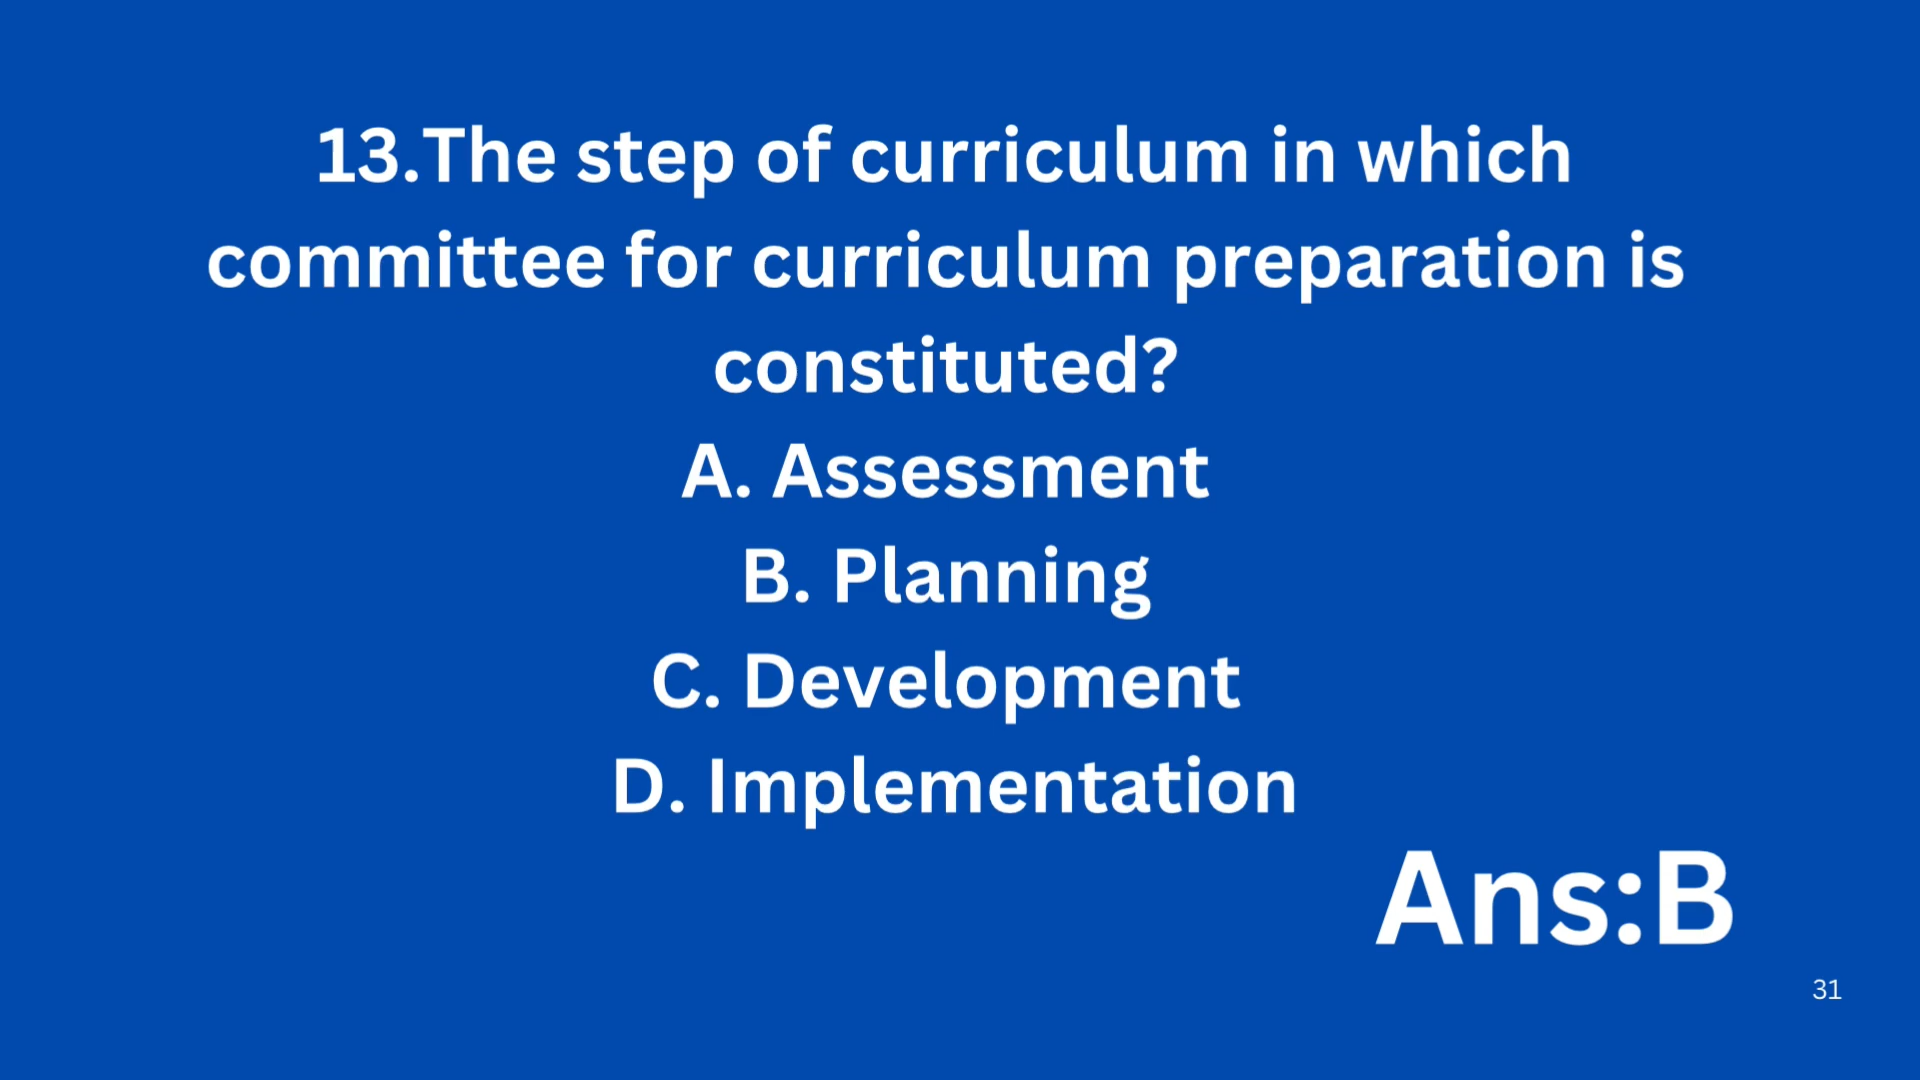 13.The step of curriculum in which
committee for curriculum preparation is
constituted?
A. Assessment
B. Planning
C. Development
D. Implementation
Ans:B
31